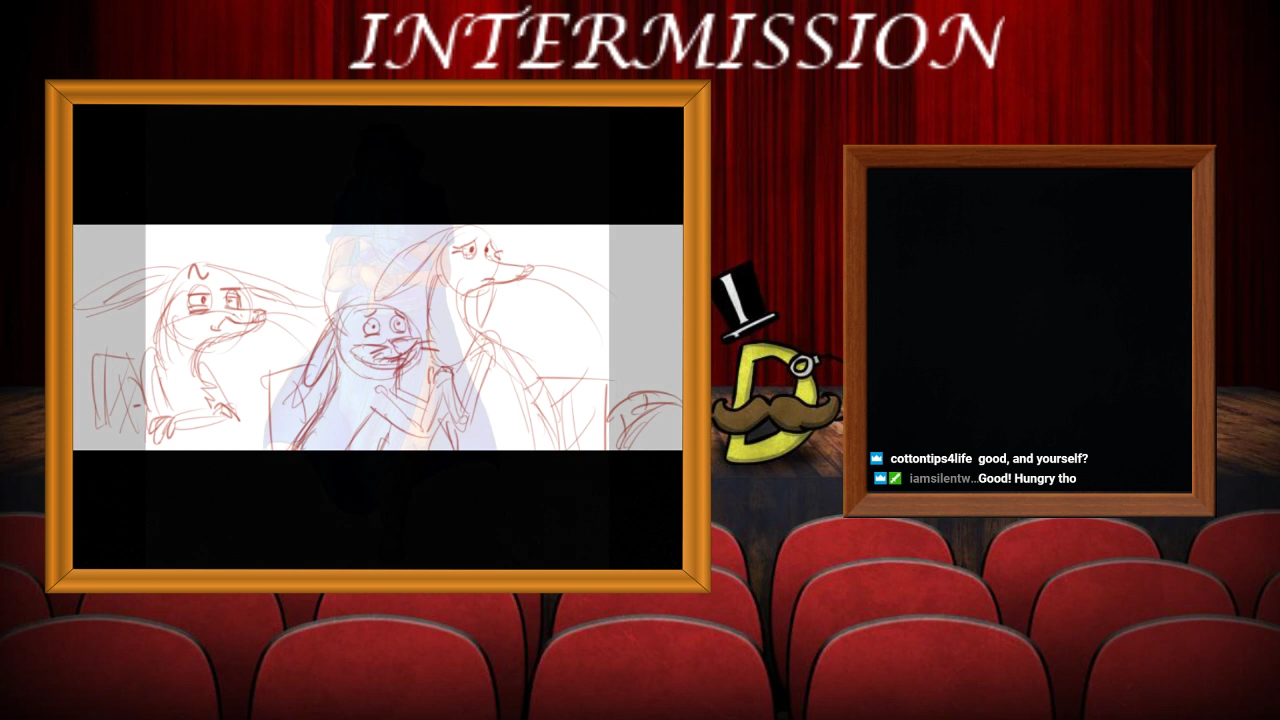 INTERMISSION
cottontips4life good, and yourself?
iamsilentw…Good! Hungry tho